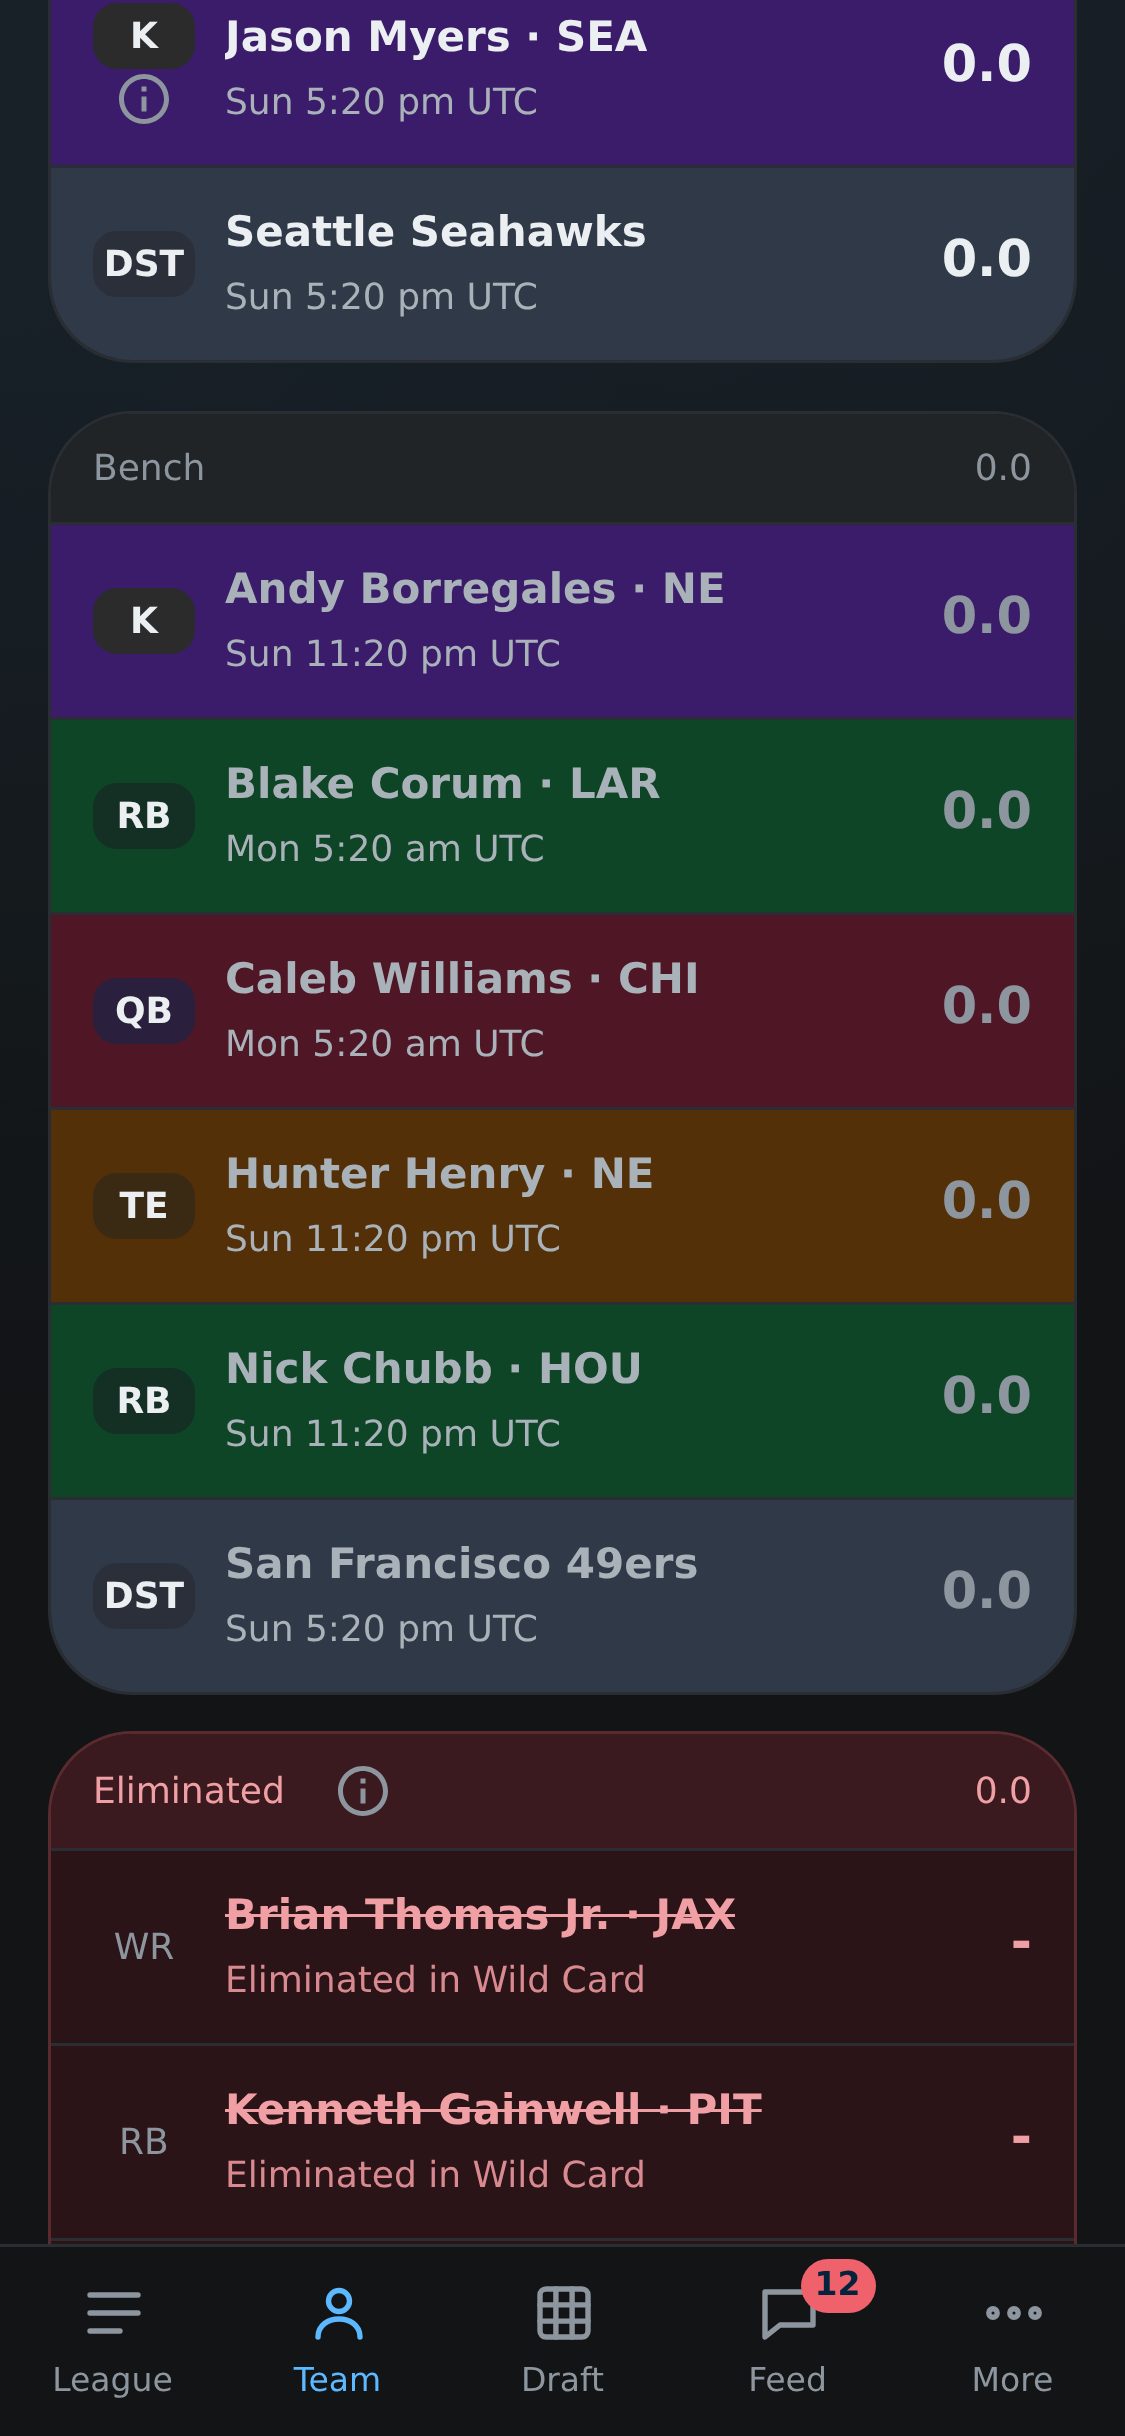 K
Jason Myers · SEA
0.0
Sun 5:20 pm UTC
DST
Seattle Seahawks
0.0
Sun 5:20 pm UTC
Bench
0.0
K
Andy Borregales · NE
0.0
Sun 11:20 pm UTC
RB
Blake Corum · LAR
0.0
Mon 5:20 am UTC
QB
Caleb Williams · CHI
0.0
Mon 5:20 am UTC
TE
Hunter Henry · NE
0.0
Sun 11:20 pm UTC
RB
Nick Chubb · HOU
0.0
Sun 11:20 pm UTC
DST
San Francisco 49ers
0.0
Sun 5:20 pm UTC
Eliminated
0.0
WR
Brian Thomas Jr. · JAX
-
Eliminated in Wild Card
RB
Kenneth Gainwell · PIT
-
Eliminated in Wild Card
12
League
Team
Draft
Feed
More